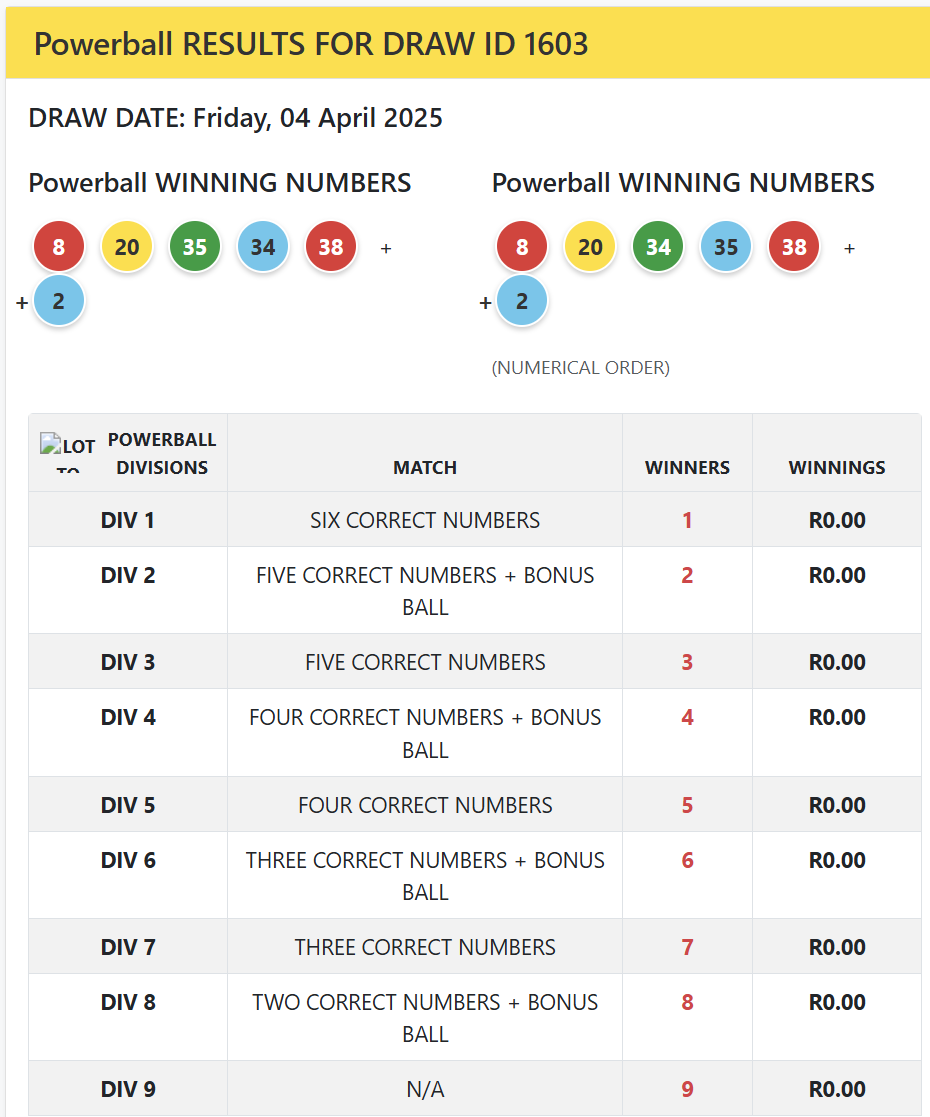 Powerball RESULTS FOR DRAW ID 1603
DRAW DATE: Friday, 04 April 2025
Powerball WINNING NUMBERS
8 20 35 34 38 +
+ 2
Powerball WINNING NUMBERS
8 20 34 35 38 +
+ 2
(NUMERICAL ORDER)
LOT
TO
POWERBALL
DIVISIONS
MATCH
WINNERS
WINNINGS
DIV 1 SIX CORRECT NUMBERS 1 R0.00
DIV 2 FIVE CORRECT NUMBERS + BONUS 2 R0.00
BALL
DIV 3 FIVE CORRECT NUMBERS 3 R0.00
DIV 4 FOUR CORRECT NUMBERS + BONUS 4 R0.00
BALL
DIV 5 FOUR CORRECT NUMBERS 5 R0.00
DIV 6 THREE CORRECT NUMBERS + BONUS 6 R0.00
BALL
DIV 7 THREE CORRECT NUMBERS 7 R0.00
DIV 8 TWO CORRECT NUMBERS + BONUS 8 R0.00
BALL
DIV 9 N/A 9 R0.00